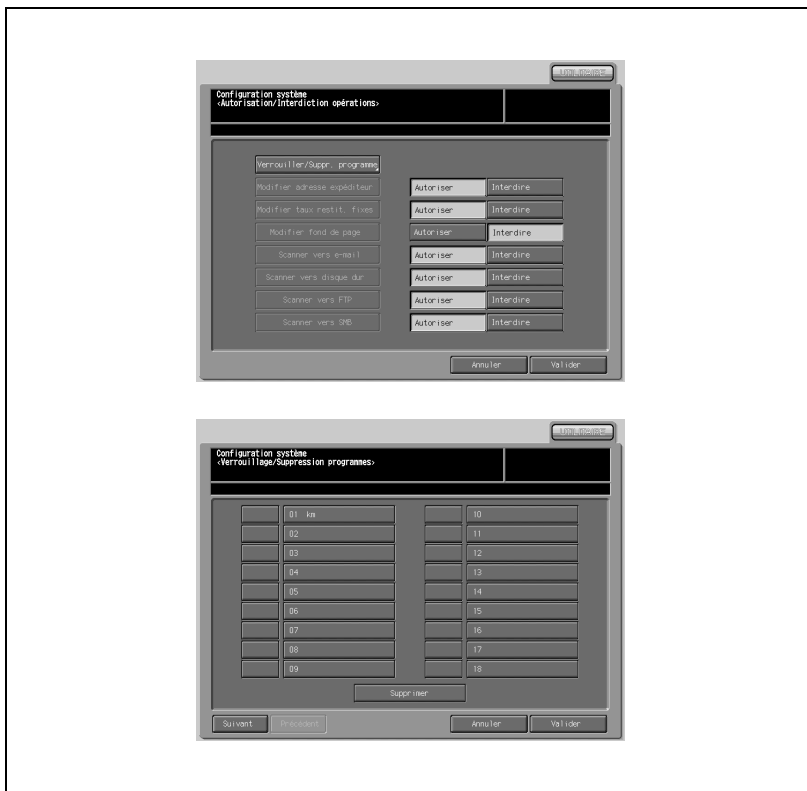 Configuration système
<Autorisation/Interdiction opérations>
Verrouiller/Suppr. programme
Modifier adresse expéditeur Autoriser Interdire
Modifier taux restit. fixes Autoriser Interdire
Modifier fond de page Autoriser Interdire
Scanner vers e-mail Autoriser Interdire
Scanner vers disque dur Autoriser Interdire
Scanner vers FTP Autoriser Interdire
Scanner vers SMB Autoriser Interdire
Annuler Valider
Configuration système
<Verrouillage/Suppression programmes>
01 km 10
02 11
03 12
04 13
05 14
06 15
07 16
08 17
09 18
Supprimer
Suivant Précédent Annuler Valider